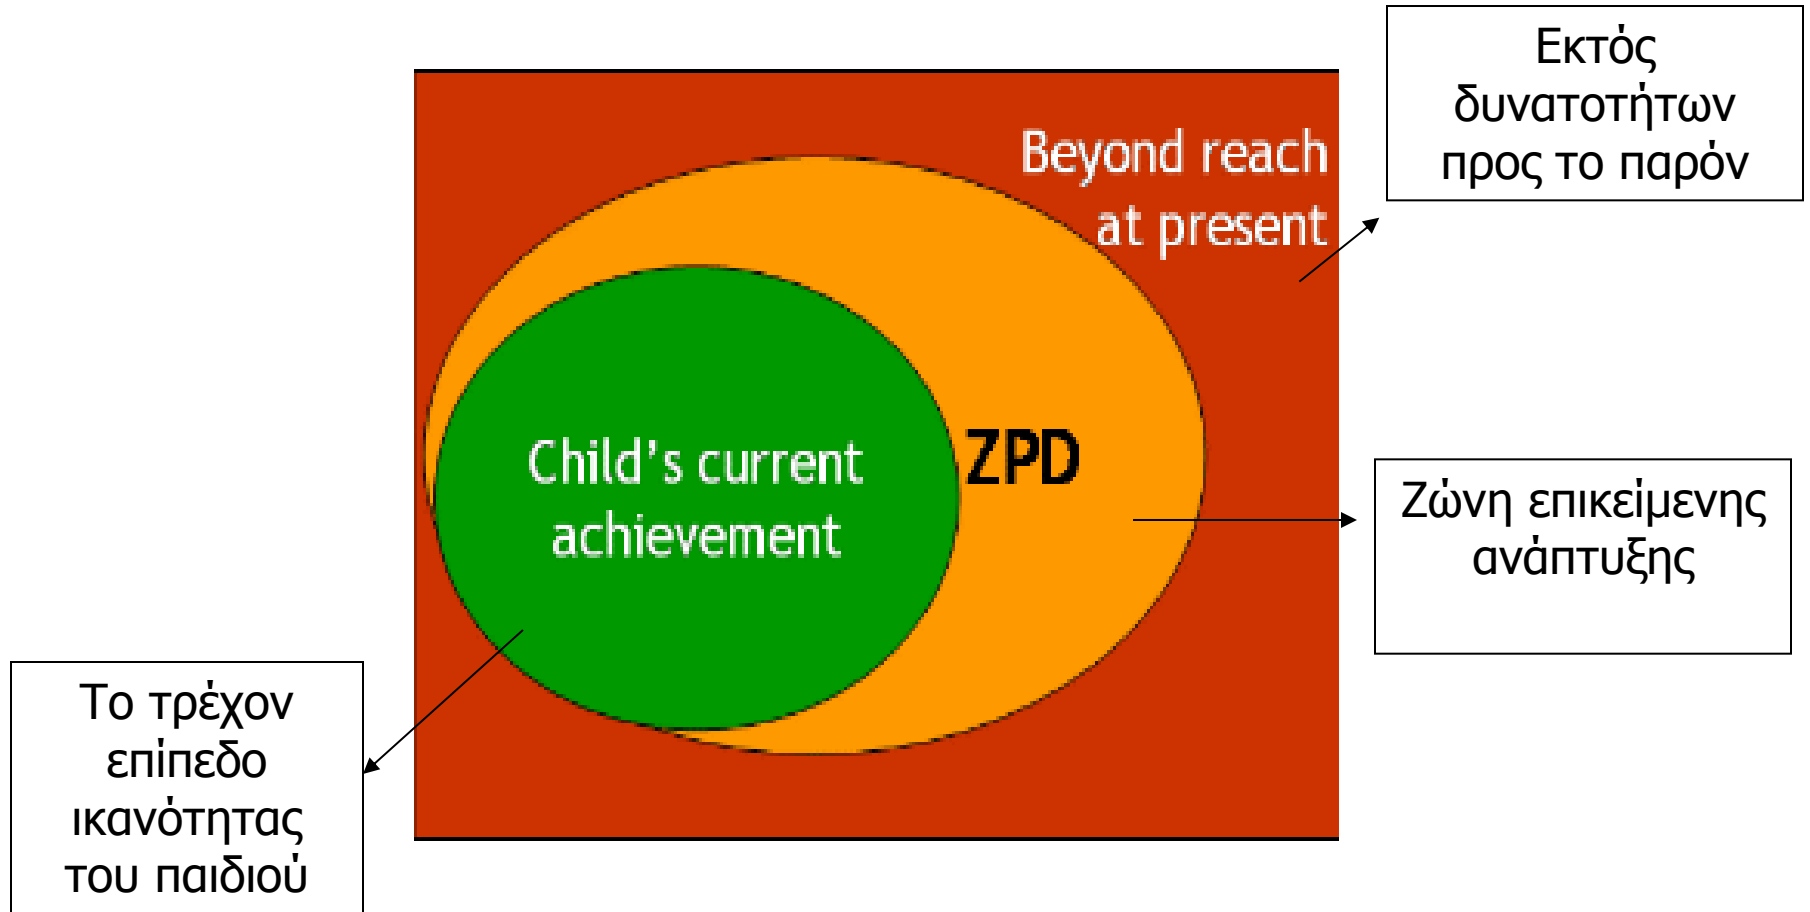 Εκτός
δυνατοτήτων
προς το παρόν
Beyond reach
at present
Child's current
achievement
ZPD
Ζώνη επικείμενης
ανάπτυξης
Το τρέχον
επίπεδο
ικανότητας
του παιδιού